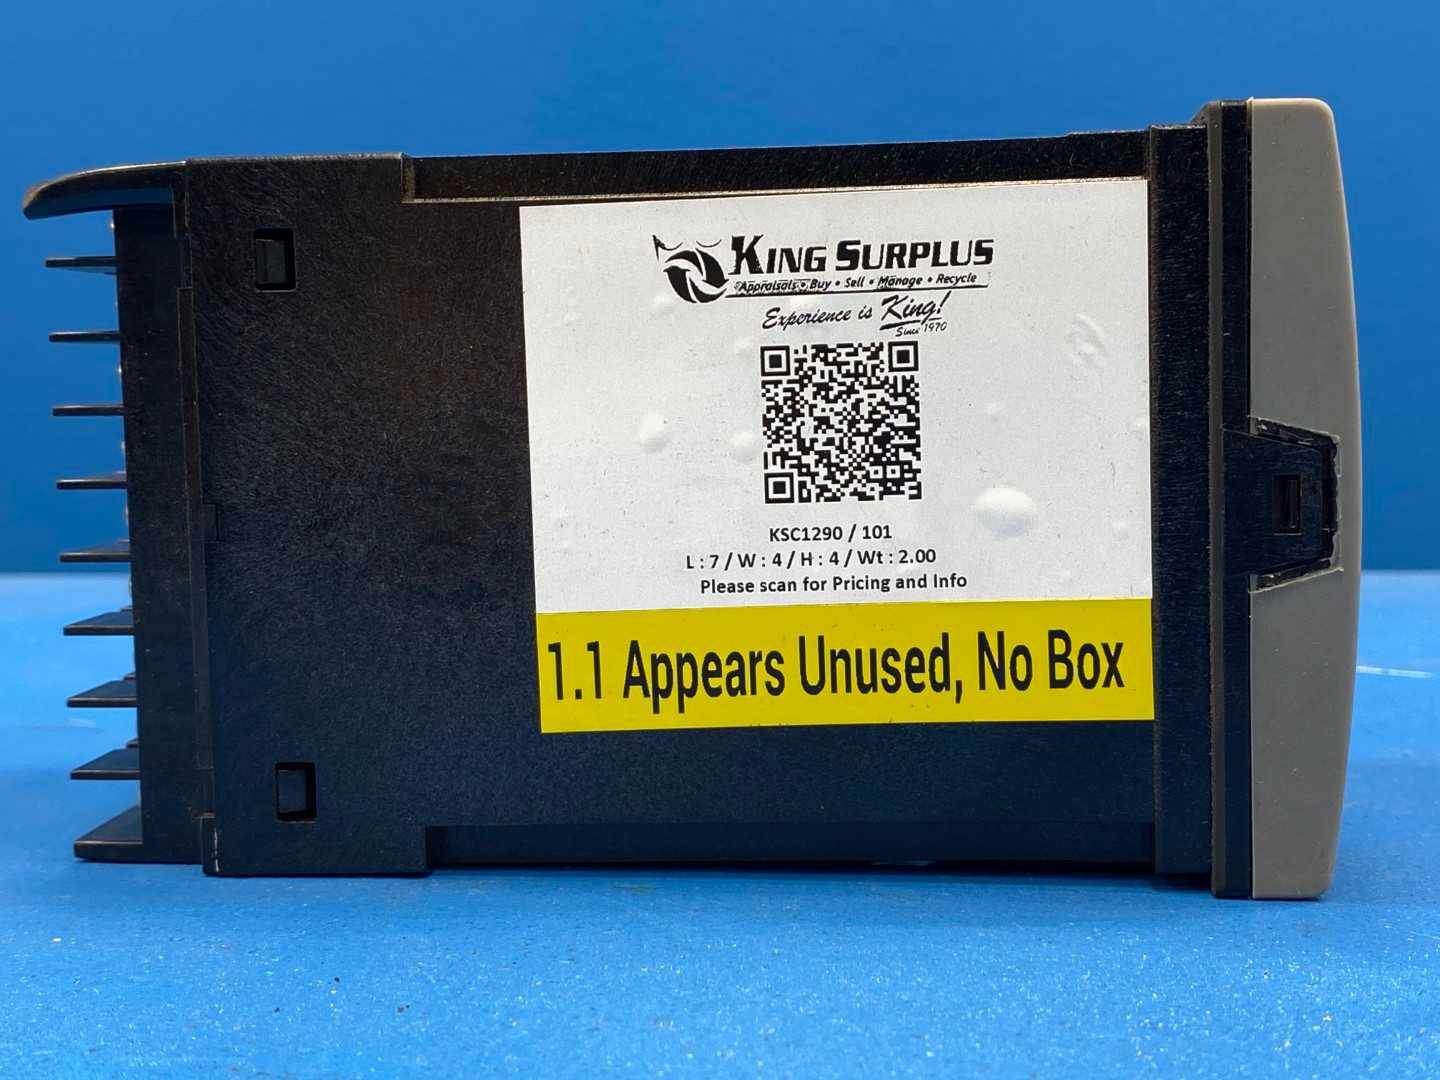 KING SURPLUS
Appraisals • Buy • Sell • Manage • Recycle
Experience is King!
Since 1970
KSC1290 / 101
L : 7 / W : 4 / H : 4 / Wt : 2.00
Please scan for Pricing and Info
1.1 Appears Unused, No Box